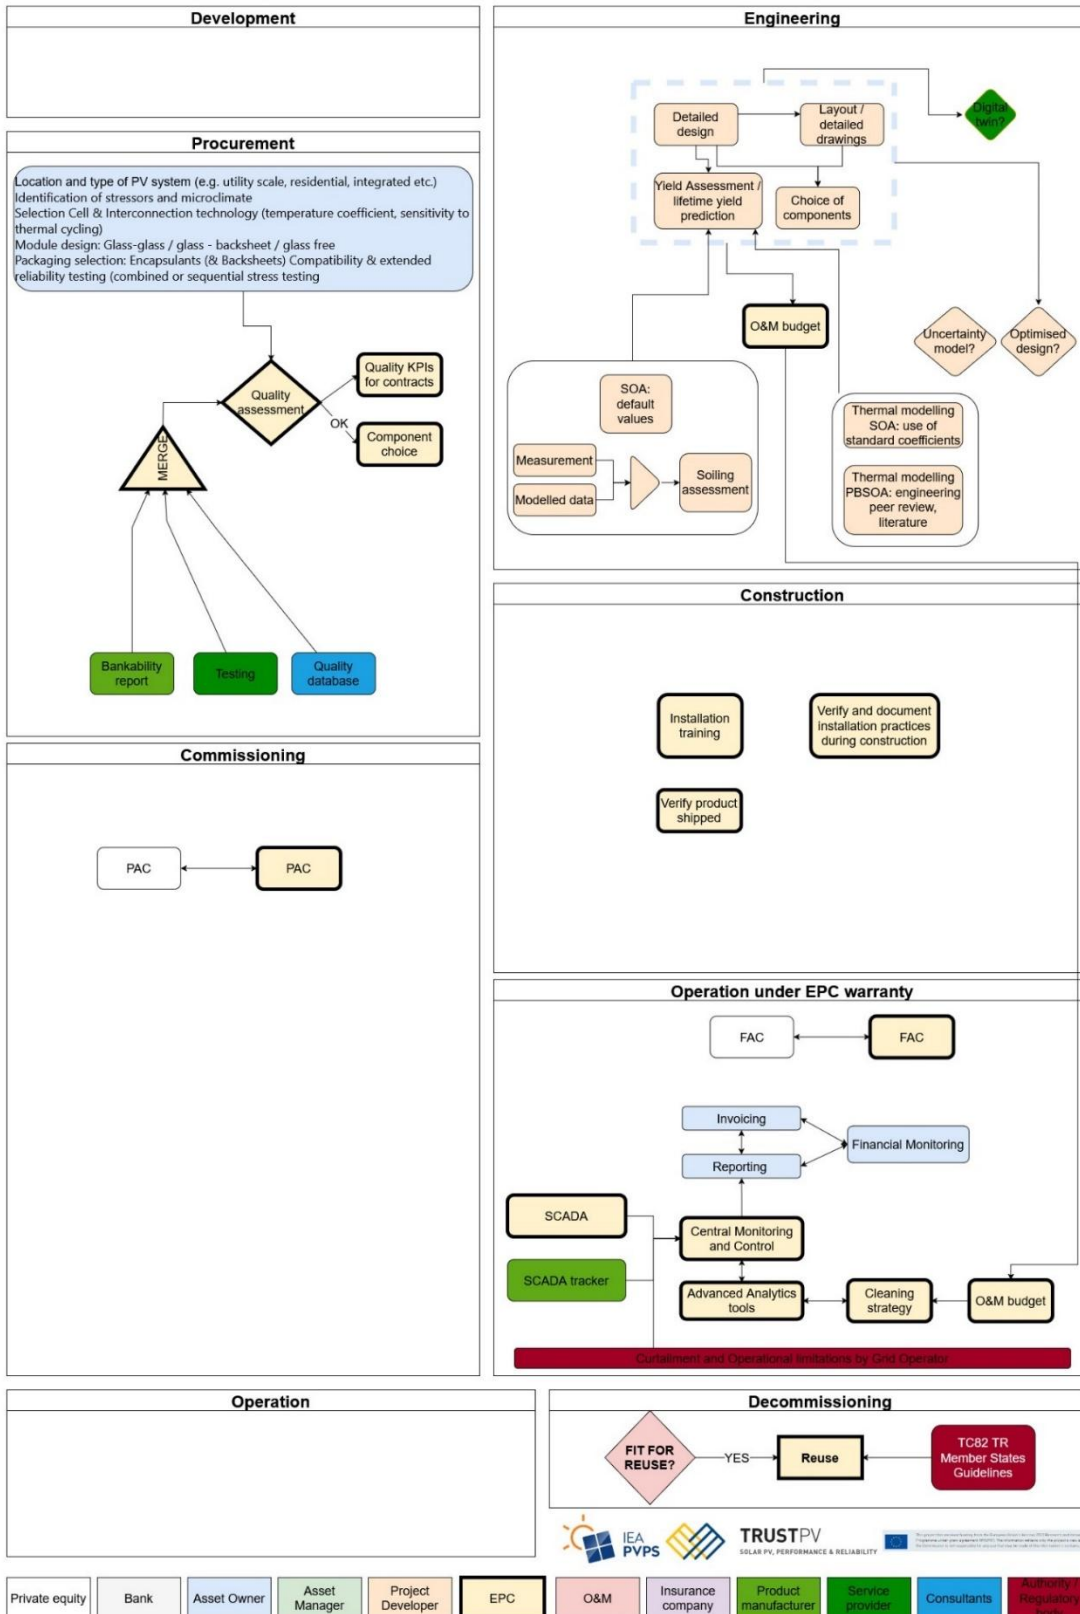 Development
Procurement
Location and type of PV system (e.g. utility scale, residential, integrated etc.)
Identification of stressors and microclimate
Selection Cell & Interconnection technology (temperature coefficient, sensitivity to
thermal cycling)
Module design: Glass-glass / glass - backsheet / glass free
Packaging selection: Encapsulants (& Backsheets) Compatibility & extended
reliability testing (combined or sequential stress testing
Quality
assessment
Quality KPIs
for contracts
OK
Component
choice
MERGE
Bankability
report
Testing
Quality
database
Engineering
Detailed
design
Layout /
detailed
drawings
Digital
twin?
Yield Assessment /
lifetime yield
prediction
Choice of
components
O&M budget
Uncertainty
model?
Optimised
design?
SOA:
default
values
Measurement
Modelled data
Soiling
assessment
Thermal modelling
SOA: use of
standard coefficients
Thermal modelling
PBSOA: engineering
peer review,
literature
Construction
Installation
training
Verify and document
installation practices
during construction
Verify product
shipped
Commissioning
PAC
PAC
Operation under EPC warranty
FAC
FAC
Invoicing
Financial Monitoring
Reporting
SCADA
Central Monitoring
and Control
SCADA tracker
Advanced Analytics
tools
Cleaning
strategy
O&M budget
Curtailment and Operational limitations by Grid Operator
Operation
Decommissioning
FIT FOR
REUSE?
YES
Reuse
TC82 TR
Member States
Guidelines
IEA
PVPS
TRUSTPV
SOLAR PV, PERFORMANCE & RELIABILITY
Private equity
Bank
Asset Owner
Asset
Manager
Project
Developer
EPC
O&M
Insurance
company
Product
manufacturer
Service
provider
Consultants
Authority /
Regulatory